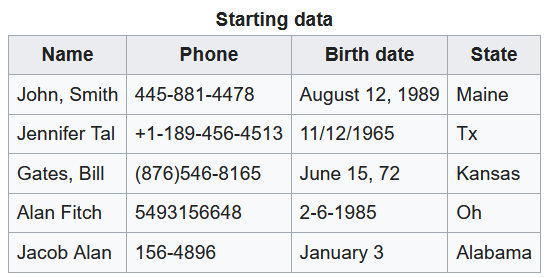 Starting data
Name Phone Birth date State
John, Smith 445-881-4478 August 12, 1989 Maine
Jennifer Tal +1-189-456-4513 11/12/1965 Tx
Gates, Bill (876)546-8165 June 15, 72 Kansas
Alan Fitch 5493156648 2-6-1985 Oh
Jacob Alan 156-4896 January 3 Alabama